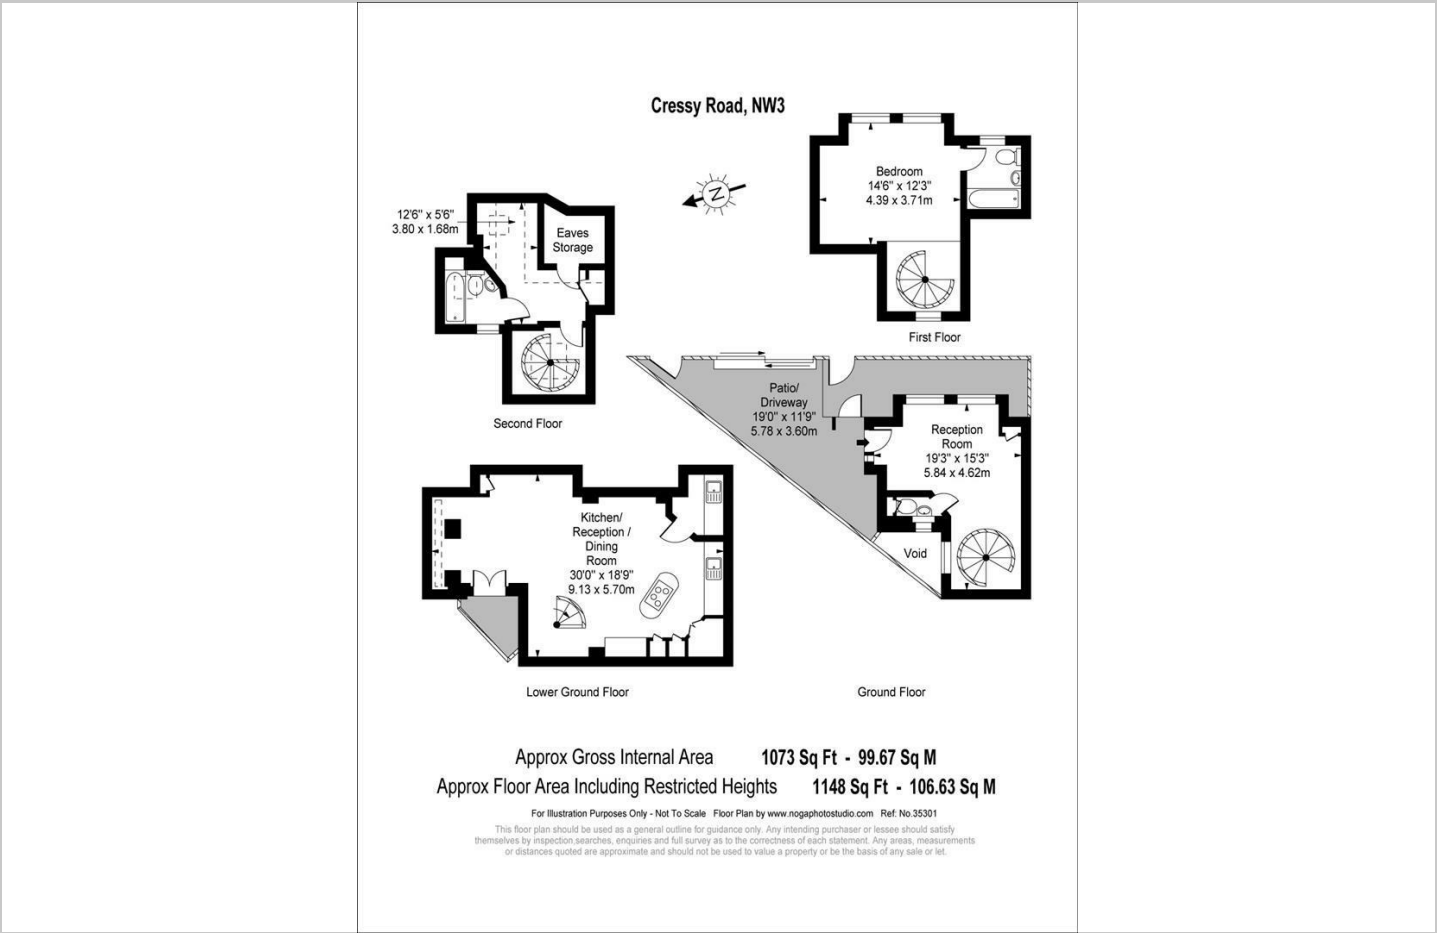 Cressy Road, NW3
Bedroom
14'6" x 12'3"
4.39 x 3.71m
First Floor
N
12'6" x 5'6"
3.80 x 1.68m
Eaves
Storage
Second Floor
Patio/
Driveway
19'0" x 11'9"
5.78 x 3.60m
Reception
Room
19'3" x 15'3"
5.84 x 4.62m
Void
Ground Floor
Kitchen/
Reception /
Dining
Room
30'0" x 18'9"
9.13 x 5.70m
Lower Ground Floor
Approx Gross Internal Area 1073 Sq Ft - 99.67 Sq M
Approx Floor Area Including Restricted Heights 1148 Sq Ft - 106.63 Sq M
For Illustration Purposes Only - Not To Scale Floor Plan by www.nogaphotostudio.com Ref: No.35301
This floor plan should be used as a general outline for guidance only. Any intending purchaser or lessee should satisfy
themselves by inspection,searches, enquiries and full survey as to the correctness of each statement. Any areas, measurements
or distances quoted are approximate and should not be used to value a property or be the basis of any sale or let.